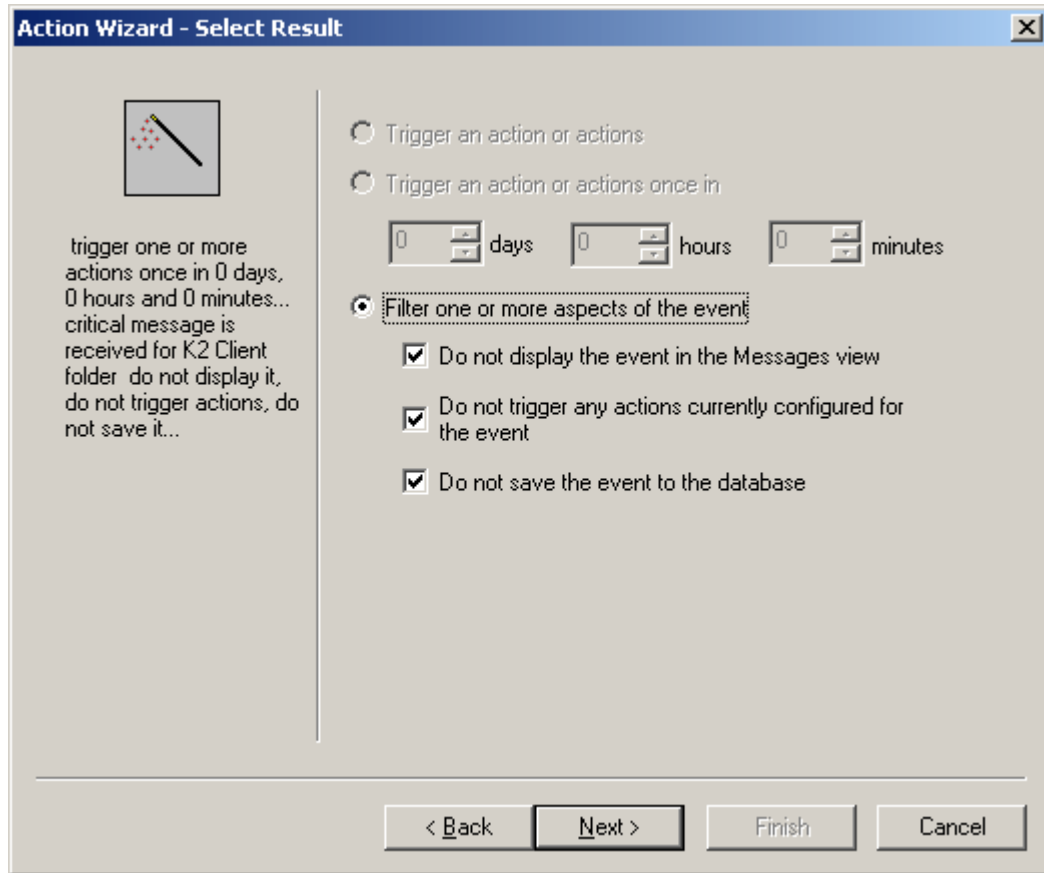 Action Wizard - Select Result
trigger one or more
actions once in 0 days,
0 hours and 0 minutes...
critical message is
received for K2 Client
folder do not display it,
do not trigger actions, do
not save it...
Trigger an action or actions
Trigger an action or actions once in
0 days 0 hours 0 minutes
Filter one or more aspects of the event
Do not display the event in the Messages view
Do not trigger any actions currently configured for
the event
Do not save the event to the database
< Back Next > Finish Cancel